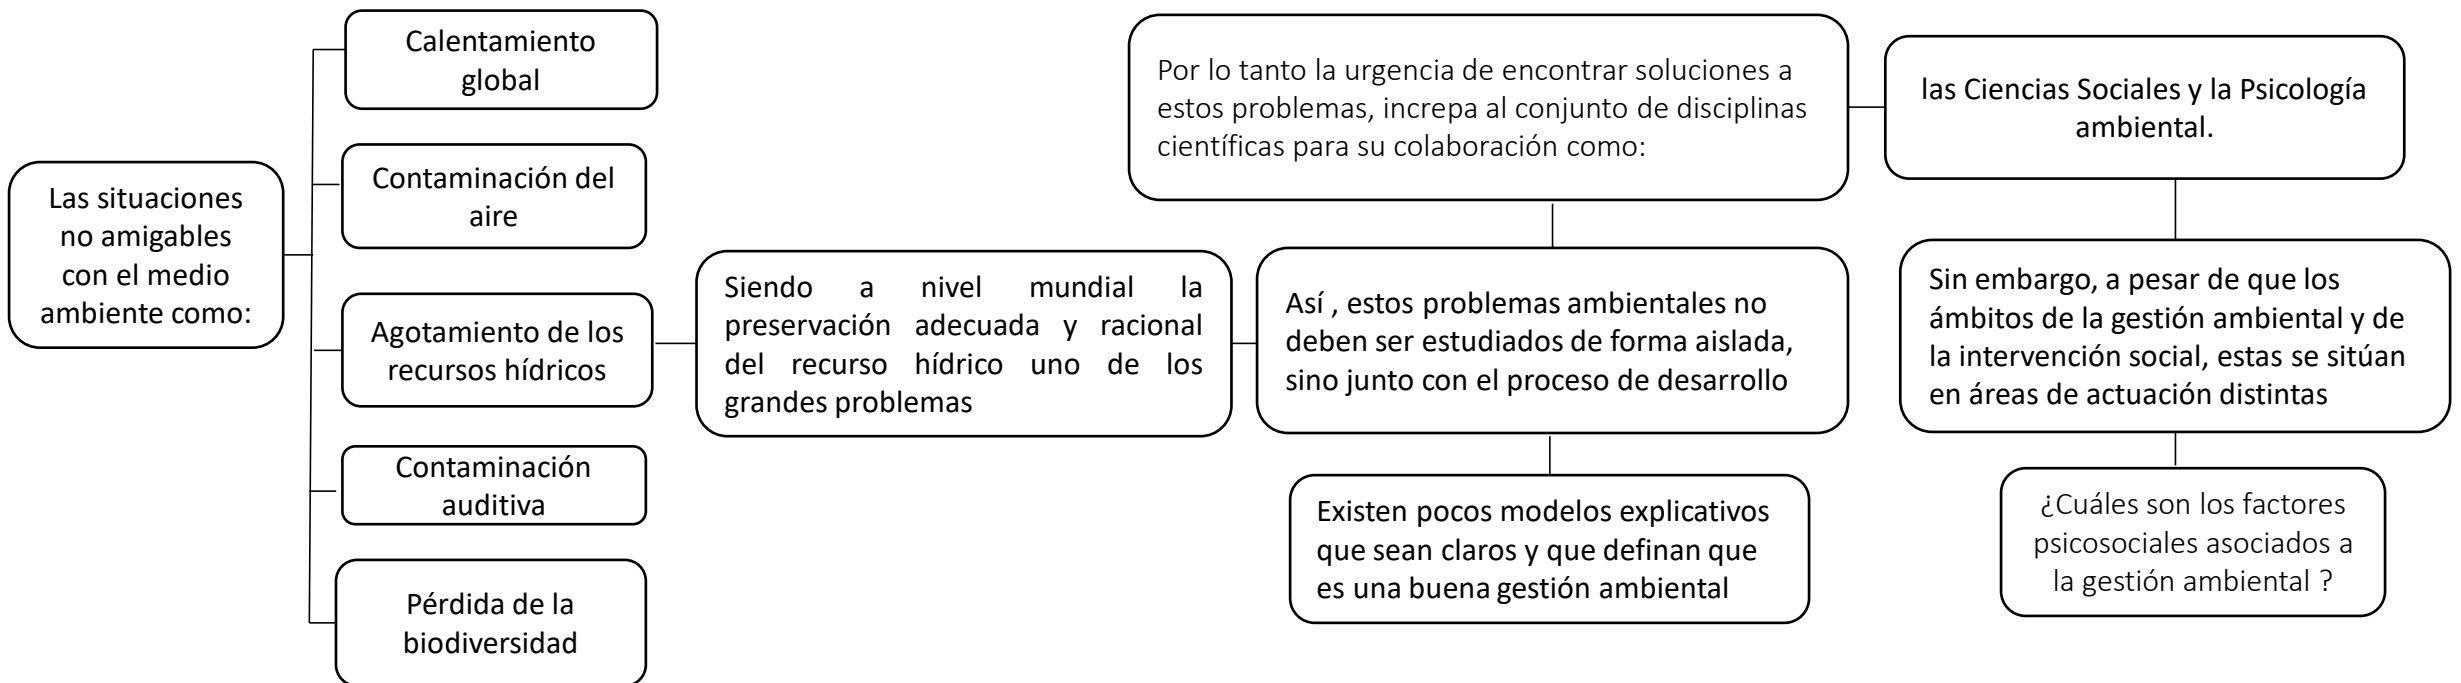 Las situaciones
no amigables
con el medio
ambiente como:
Calentamiento
global
Contaminación del
aire
Agotamiento de los
recursos hídricos
Contaminación
auditiva
Pérdida de la
biodiversidad
Siendo a nivel mundial la
preservación adecuada y racional
del recurso hídrico uno de los
grandes problemas
Así , estos problemas ambientales no
deben ser estudiados de forma aislada,
sino junto con el proceso de desarrollo
Existen pocos modelos explicativos
que sean claros y que definan que
es una buena gestión ambiental
Por lo tanto la urgencia de encontrar soluciones a
estos problemas, increpa al conjunto de disciplinas
científicas para su colaboración como:
las Ciencias Sociales y la Psicología
ambiental.
Sin embargo, a pesar de que los
ámbitos de la gestión ambiental y de
la intervención social, estas se sitúan
en áreas de actuación distintas
¿Cuáles son los factores
psicosociales asociados a
la gestión ambiental ?